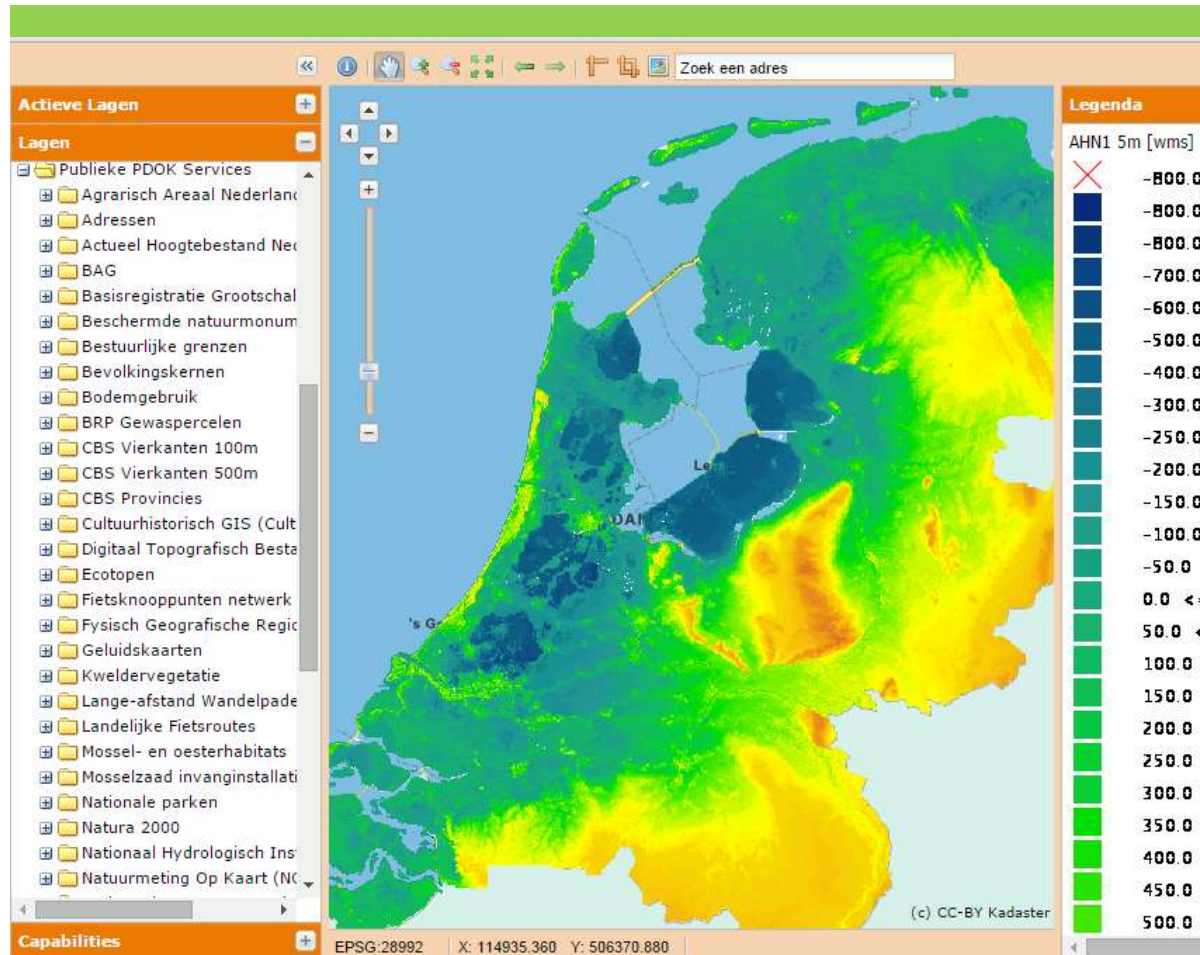 Zoek een adres
Actieve Lagen
Lagen
Publieke PDOK Services
Agrarisch Areaal Nederlan
Adressen
Actueel Hoogtebestand Ned
BAG
Basisregistratie Grootschal
Beschermde natuurmonum
Bestuurlijke grenzen
Bevolkingskernen
Bodemgebruik
BRP Gewaspercelen
CBS Vierkanten 100m
CBS Vierkanten 500m
CBS Provincies
Cultuurhistorisch GIS (Cult
Digitaal Topografisch Besta
Ecotopen
Fietsknooppunten netwerk
Fysisch Geografische Regio
Geluidskaarten
Kweldervegetatie
Lange-afstand Wandelpade
Landelijke Fietsroutes
Mossel- en oesterhabitats
Mosselzaad invanginstallati
Nationale parken
Natura 2000
Nationaal Hydrologisch Ins
Natuurmeting Op Kaart (NO
Capabilities
Le
DAM
's G
(c) CC-BY Kadaster
EPSG:28992 X: 114935.360 Y: 506370.880
Legenda
AHN1 5m [wms]
-800.0
-800.0
-800.0
-700.0
-600.0
-500.0
-400.0
-300.0
-250.0
-200.0
-150.0
-100.0
-50.0
0.0 <=
50.0 <
100.0
150.0
200.0
250.0
300.0
350.0
400.0
450.0
500.0